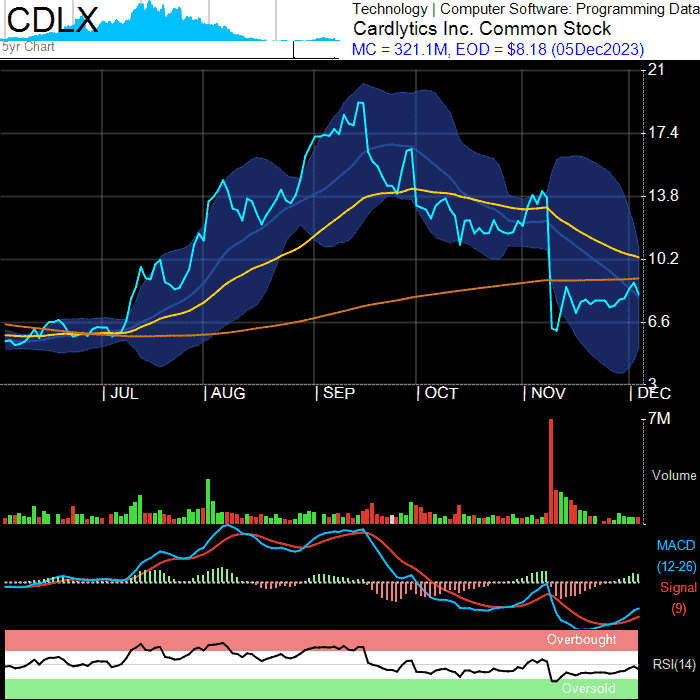 CDLX
5yr Chart
Technology | Computer Software: Programming Data
Cardlytics Inc. Common Stock
MC = 321.1M, EOD = $8.18 (05Dec2023)
21
17.4
13.8
10.2
6.6
3
JUL
AUG
SEP
OCT
NOV
DEC
7M
Volume
MACD
(12-26)
Signal
(9)
Overbought
RSI(14)
Oversold